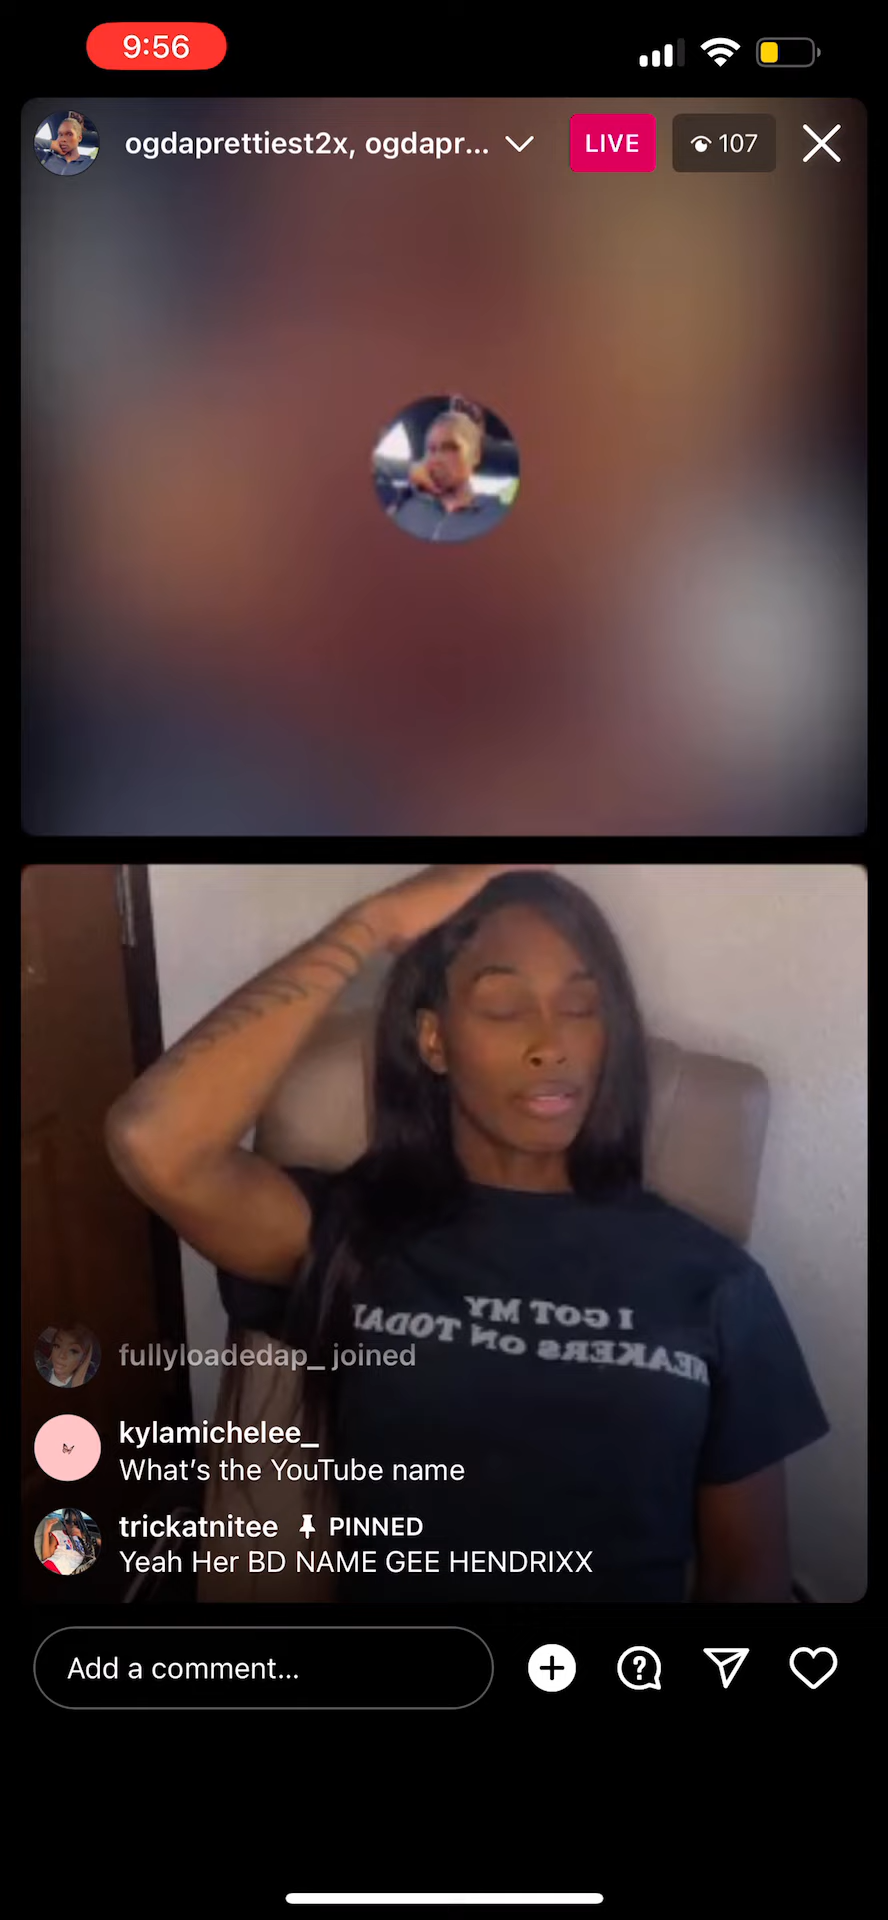 9:56
ogdaprettiest2x, ogdapr...
LIVE
107
I GOT MY
EAKERS ON TODAY
fullyloadedap_ joined
kylamichelee_
What's the YouTube name
trickatnitee PINNED
Yeah Her BD NAME GEE HENDRIXX
Add a comment...